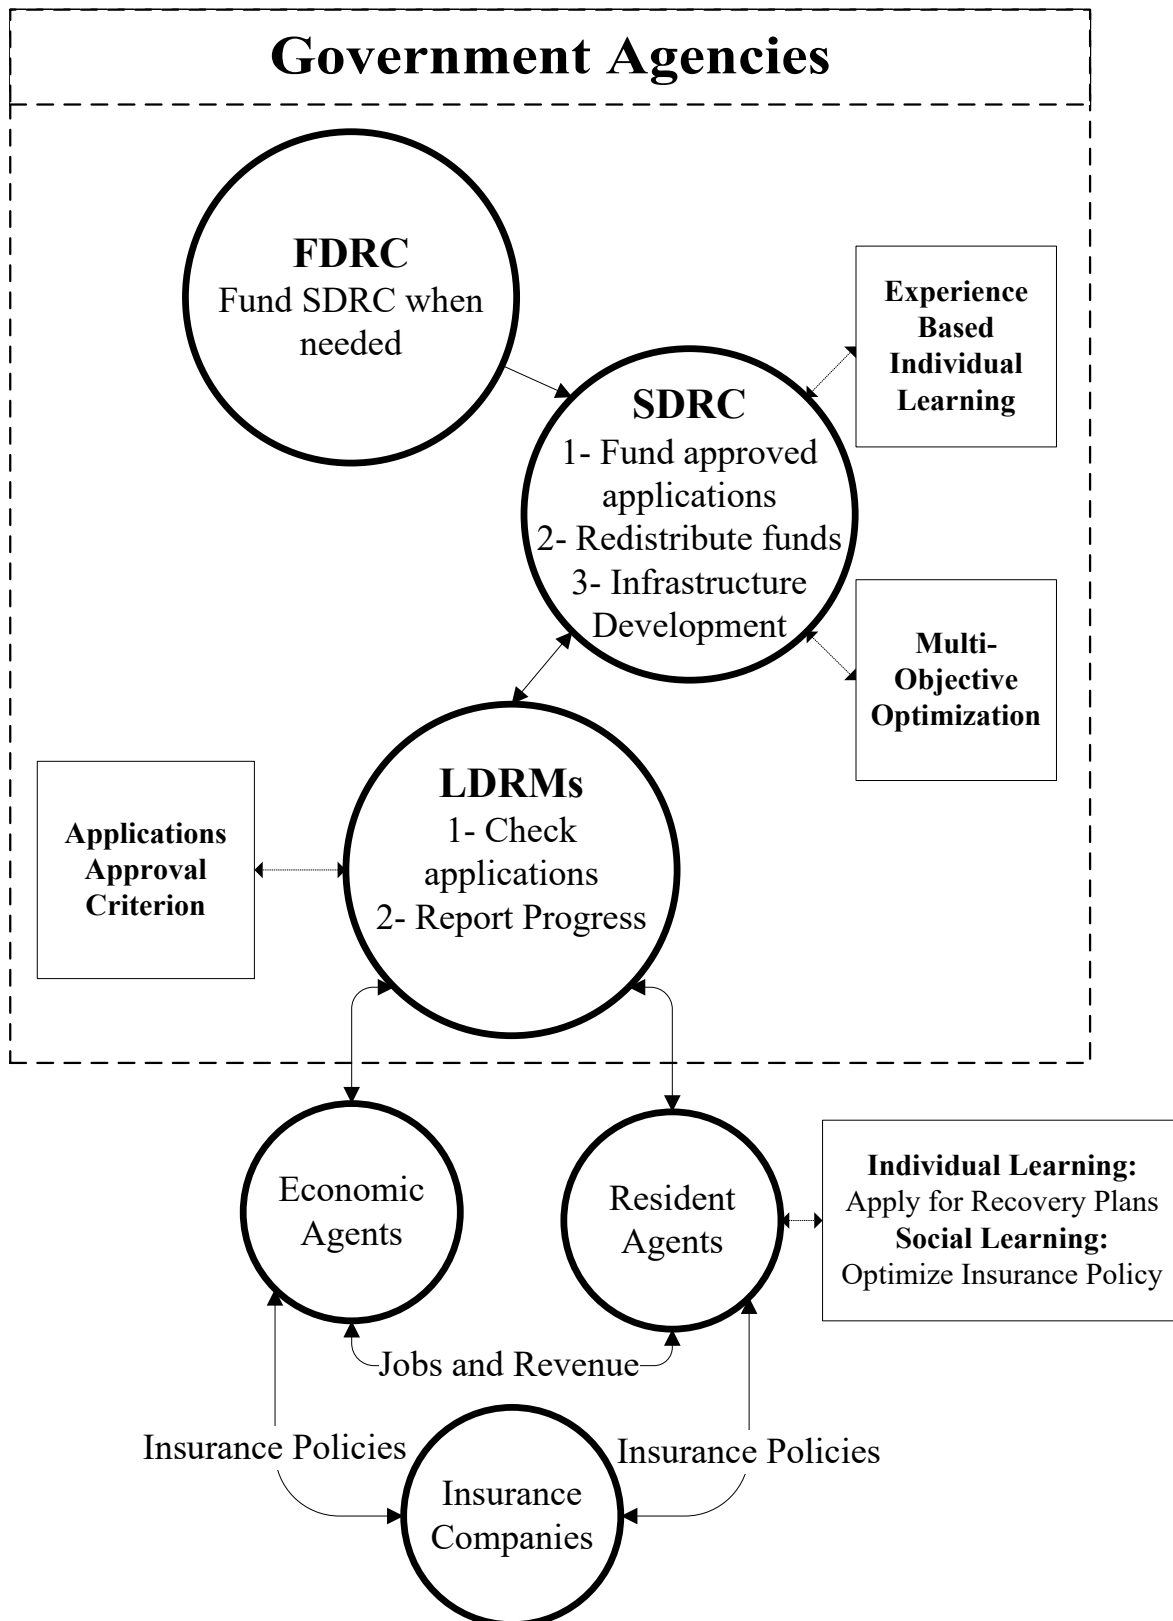 Government Agencies
FDRC
Fund SDRC when
needed
Experience
Based
Individual
Learning
SDRC
1- Fund approved
applications
2- Redistribute funds
3- Infrastructure
Development
Multi-
Objective
Optimization
LDRMs
1- Check
applications
2- Report Progress
Applications
Approval
Criterion
Economic
Agents
Resident
Agents
Individual Learning:
Apply for Recovery Plans
Social Learning:
Optimize Insurance Policy
Jobs and Revenue
Insurance Policies
Insurance Policies
Insurance
Companies